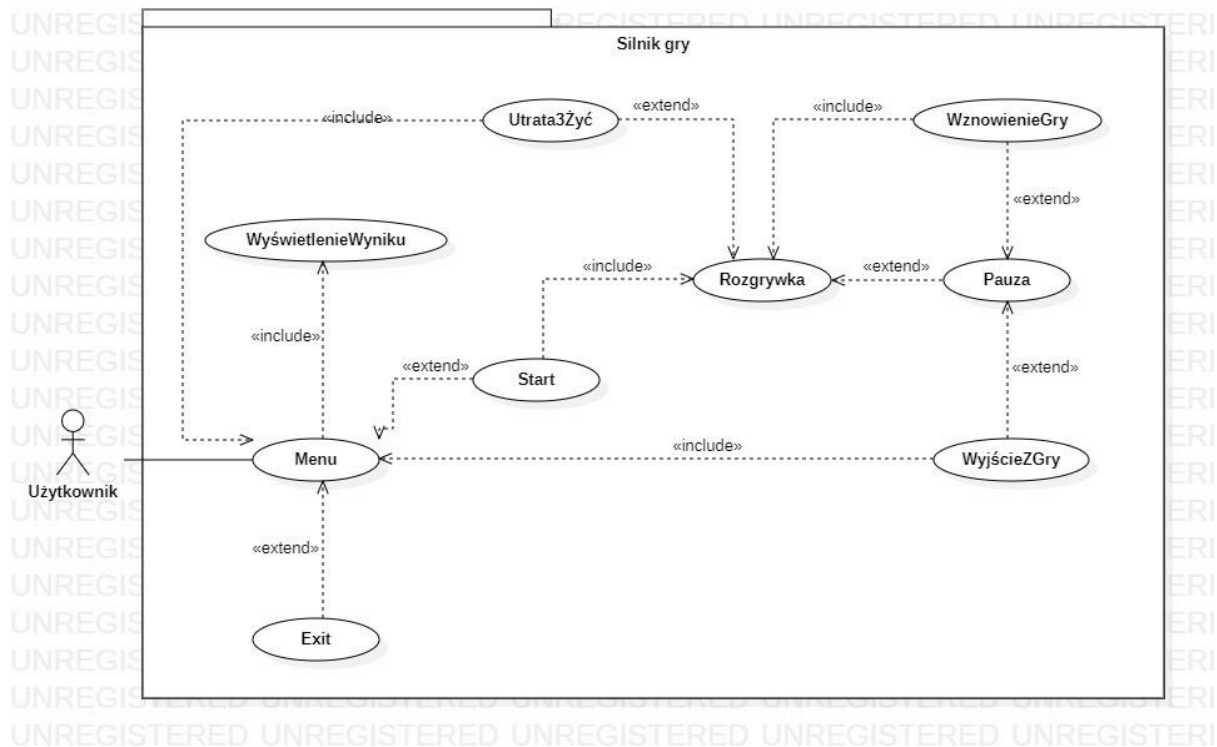 Silnik gry
Utrata3Żyć
«extend»
«include»
WznowienieGry
«include»
«extend»
WyświetlenieWyniku
«include»
Rozgrywka
«extend»
Pauza
«include»
«extend»
Start
«extend»
«include»
Menu
WyjścieZGry
Użytkownik
«extend»
Exit
UNREGISTERED UNREGISTERED UNREGISTERED UNREGISTERED